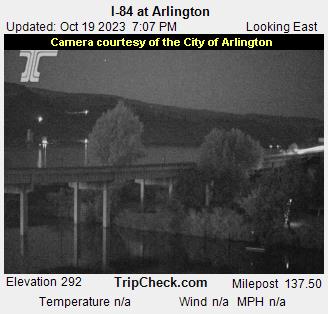 I-84 at Arlington
Updated: Oct 19 2023 7:07 PM Looking East
Camera courtesy of the City of Arlington
Elevation 292 TripCheck.com Milepost 137.50
Temperature n/a Wind n/a MPH n/a